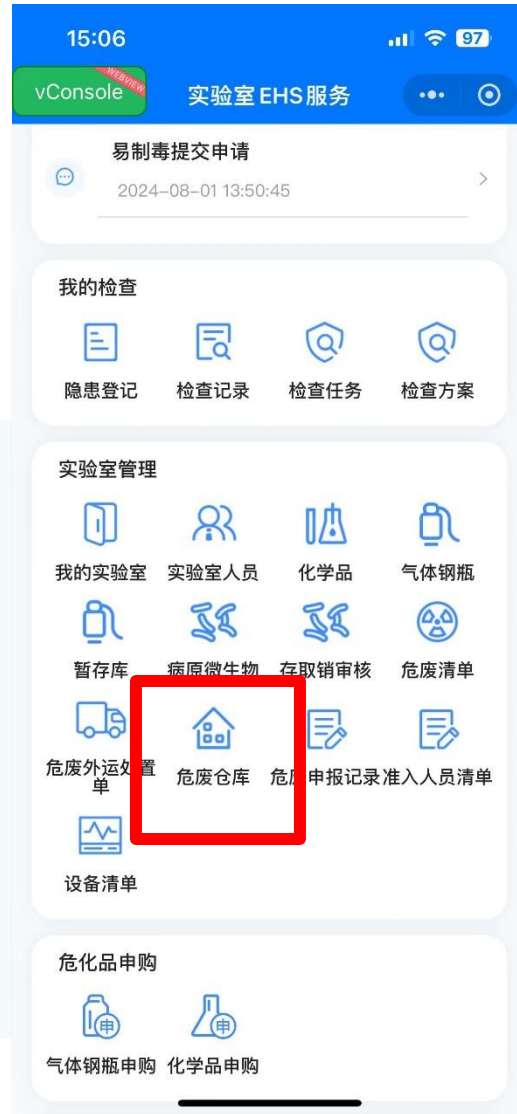 15:06
97
WEBVIEW
vConsole
实验室EHS服务
易制毒提交申请
2024-08-01 13:50:45
我的检查
隐患登记 检查记录 检查任务 检查方案
实验室管理
我的实验室 实验室人员 化学品 气体钢瓶
暂存库 病原微生物 存取销审核 危废清单
危废外运处置 危废仓库 危废申报记录 准入人员清单
单
设备清单
危化品申购
申 申
气体钢瓶申购 化学品申购